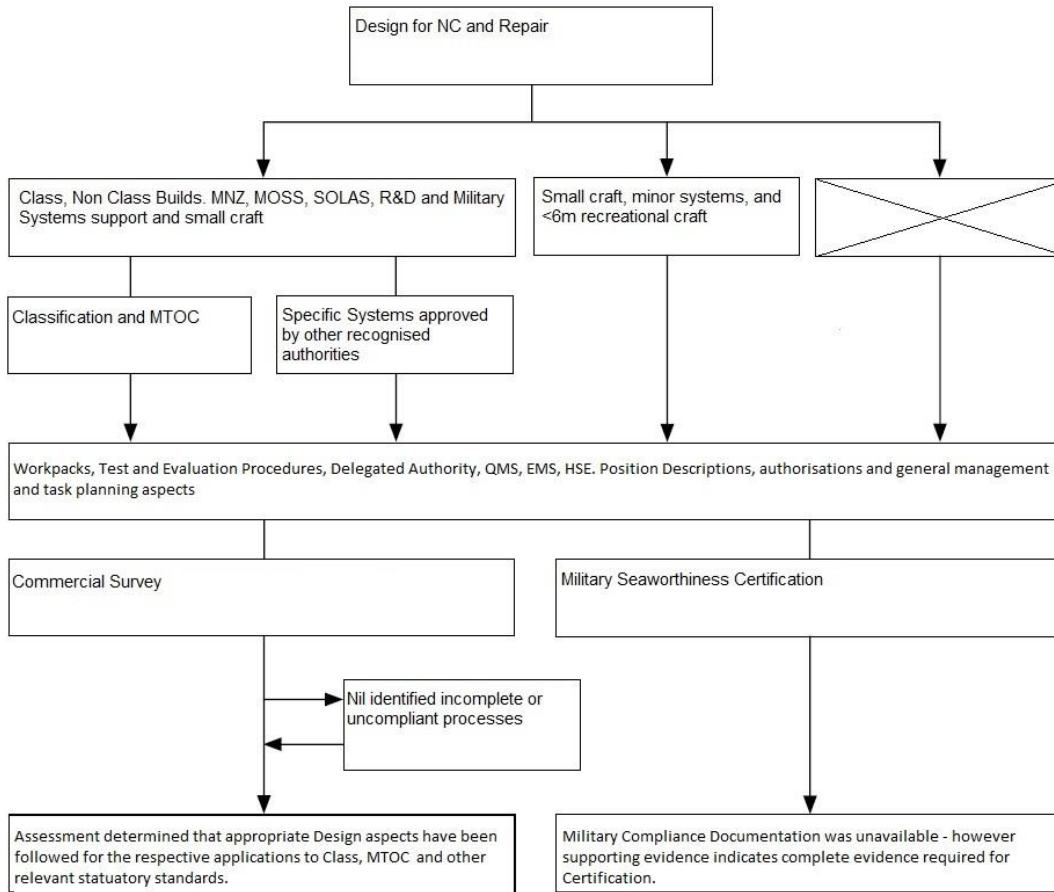 Design for NC and Repair
Class, Non Class Builds. MNZ, MOSS, SOLAS, R&D and Military
Systems support and small craft
Small craft, minor systems, and
<6m recreational craft
Classification and MTOC
Specific Systems approved
by other recognised
authorities
Workpacks, Test and Evaluation Procedures, Delegated Authority, QMS, EMS, HSE. Position Descriptions, authorisations and general management
and task planning aspects
Commercial Survey
Military Seaworthiness Certification
Nil identified incomplete or
uncompliant processes
Assessment determined that appropriate Design aspects have been
followed for the respective applications to Class, MTOC and other
relevant statuatory standards.
Military Compliance Documentation was unavailable - however
supporting evidence indicates complete evidence required for
Certification.